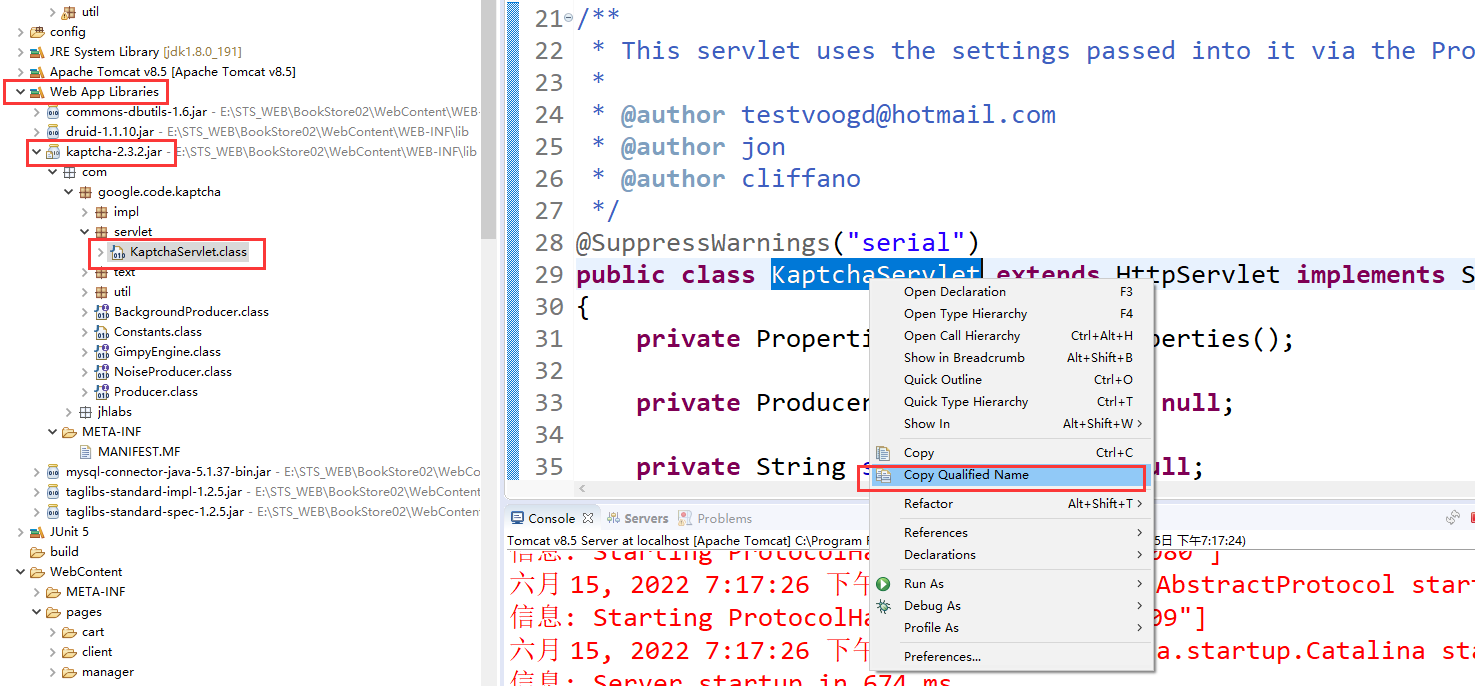 util
config
JRE System Library [jdk1.8.0_191]
Apache Tomcat v8.5 [Apache Tomcat v8.5]
Web App Libraries
commons-dbutils-1.6.jar - E:\STS_WEB\BookStore02\WebContent\WEB-
druid-1.1.10.jar - E:\STS_WEB\BookStore02\WebContent\WEB-INF\lib
kaptcha-2.3.2.jar - E:\STS_WEB\BookStore02\WebContent\WEB-INF\lib
com
google.code.kaptcha
impl
servlet
KaptchaServlet.class
text
util
BackgroundProducer.class
Constants.class
GimpyEngine.class
NoiseProducer.class
Producer.class
jhlabs
META-INF
MANIFEST.MF
mysql-connector-java-5.1.37-bin.jar - E:\STS_WEB\BookStore02\WebCo
taglibs-standard-impl-1.2.5.jar - E:\STS_WEB\BookStore02\WebConten
taglibs-standard-spec-1.2.5.jar - E:\STS_WEB\BookStore02\WebConten
JUnit 5
build
WebContent
META-INF
pages
cart
client
manager
21 /**
22 * This servlet uses the settings passed into it via the Pro
23 *
24 * @author testvoogd@hotmail.com
25 * @author jon
26 * @author cliffano
27 */
28 @SuppressWarnings("serial")
29 public class KaptchaServlet extends HttpServlet implements S
30 {
31 private Properti perties();
32
33 private Producer null;
34
35 private String ull;
Open Declaration F3
Open Type Hierarchy F4
Open Call Hierarchy Ctrl+Alt+H
Show in Breadcrumb Alt+Shift+B
Quick Outline Ctrl+O
Quick Type Hierarchy Ctrl+T
Show In Alt+Shift+W
Copy Ctrl+C
Copy Qualified Name
Refactor Alt+Shift+T
References
Declarations
Run As
Debug As
Profile As
Preferences...
Console Servers Problems
Tomcat v8.5 Server at localhost [Apache Tomcat] C:\Program F 5日 下午7:17:24)
信息: Starting ProtocolHa 080"]
六月 15, 2022 7:17:26 下午 AbstractProtocol star
信息: Starting ProtocolHa 09"]
六月 15, 2022 7:17:26 下午 a.startup.Catalina sta
信息: Server startup in 674 ms